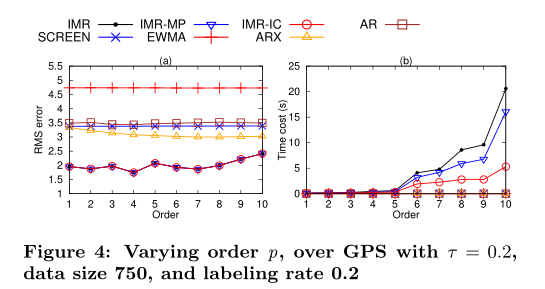 IMR IMR-MP IMR-IC AR
SCREEN EWMA ARX
(a)
RMS error
5.5
5
4.5
4
3.5
3
2.5
2
1.5
1
1 2 3 4 5 6 7 8 9 10
Order
(b)
Time cost (s)
25
20
15
10
5
0
1 2 3 4 5 6 7 8 9 10
Order
Figure 4: Varying order p, over GPS with τ = 0.2,
data size 750, and labeling rate 0.2